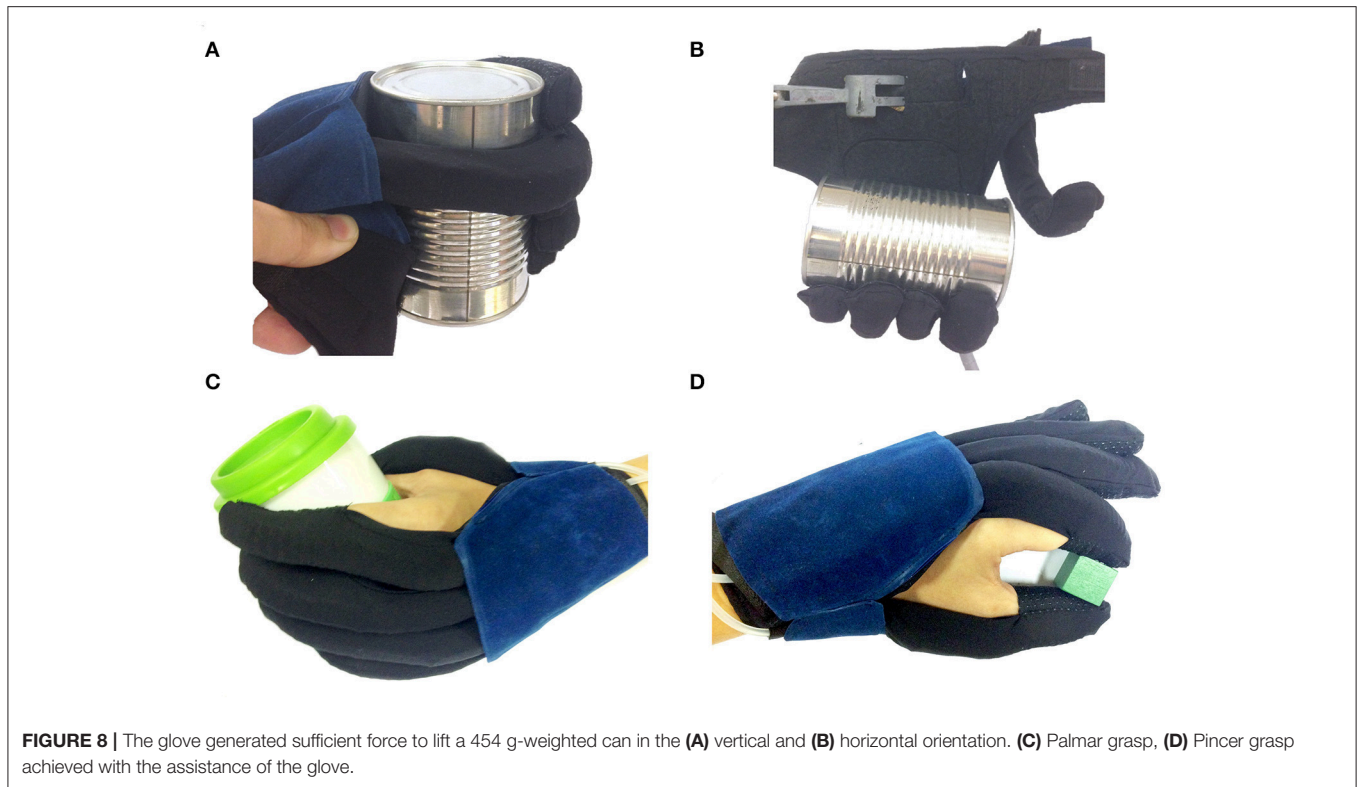 A
B
C
D
FIGURE 8 | The glove generated sufficient force to lift a 454 g-weighted can in the (A) vertical and (B) horizontal orientation. (C) Palmar grasp, (D) Pincer grasp
achieved with the assistance of the glove.